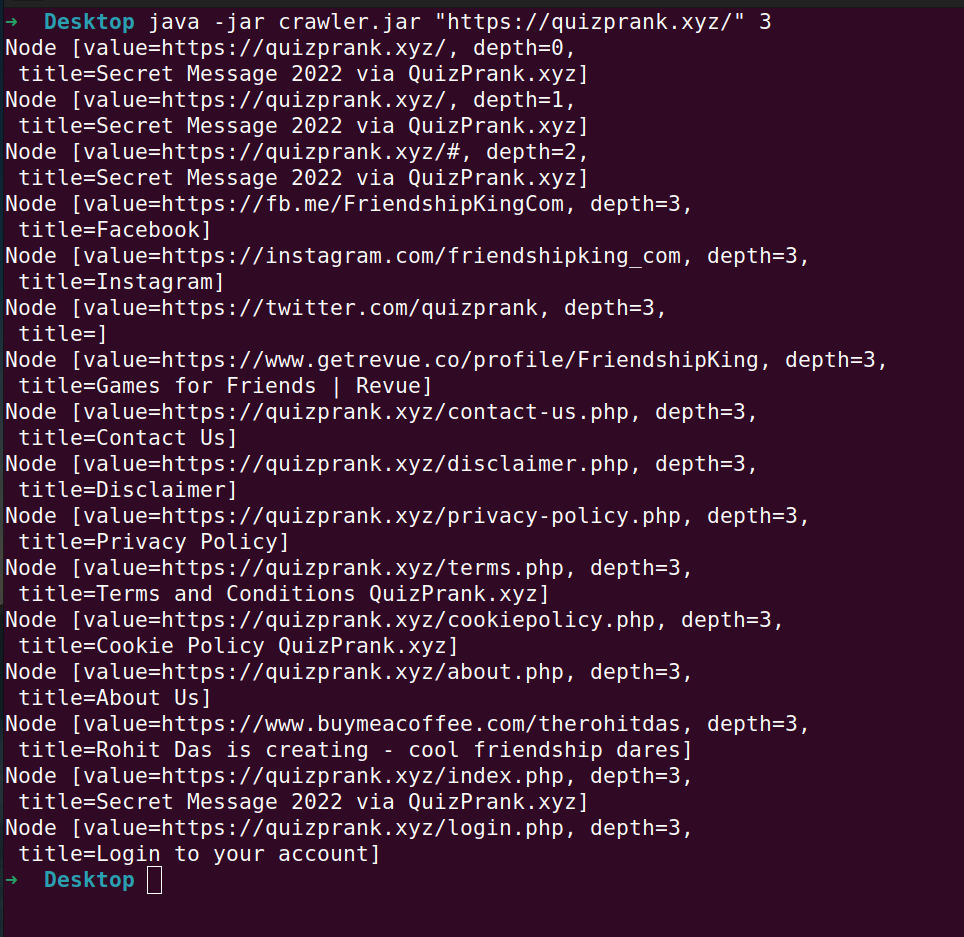 →  Desktop java -jar crawler.jar "https://quizprank.xyz/" 3
Node [value=https://quizprank.xyz/, depth=0,
 title=Secret Message 2022 via QuizPrank.xyz]
Node [value=https://quizprank.xyz/, depth=1,
 title=Secret Message 2022 via QuizPrank.xyz]
Node [value=https://quizprank.xyz/#, depth=2,
 title=Secret Message 2022 via QuizPrank.xyz]
Node [value=https://fb.me/FriendshipKingCom, depth=3,
 title=Facebook]
Node [value=https://instagram.com/friendshipking_com, depth=3,
 title=Instagram]
Node [value=https://twitter.com/quizprank, depth=3,
 title=]
Node [value=https://www.getrevue.co/profile/FriendshipKing, depth=3,
 title=Games for Friends | Revue]
Node [value=https://quizprank.xyz/contact-us.php, depth=3,
 title=Contact Us]
Node [value=https://quizprank.xyz/disclaimer.php, depth=3,
 title=Disclaimer]
Node [value=https://quizprank.xyz/privacy-policy.php, depth=3,
 title=Privacy Policy]
Node [value=https://quizprank.xyz/terms.php, depth=3,
 title=Terms and Conditions QuizPrank.xyz]
Node [value=https://quizprank.xyz/cookiepolicy.php, depth=3,
 title=Cookie Policy QuizPrank.xyz]
Node [value=https://quizprank.xyz/about.php, depth=3,
 title=About Us]
Node [value=https://www.buymeacoffee.com/therohitdas, depth=3,
 title=Rohit Das is creating - cool friendship dares]
Node [value=https://quizprank.xyz/index.php, depth=3,
 title=Secret Message 2022 via QuizPrank.xyz]
Node [value=https://quizprank.xyz/login.php, depth=3,
 title=Login to your account]
→  Desktop